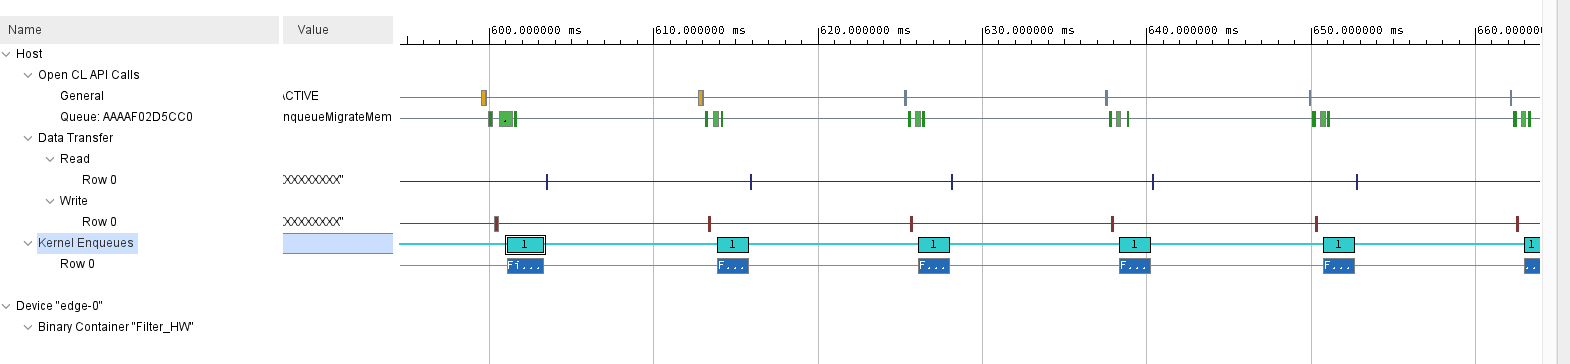 Name Value
600.000000 ms 610.000000 ms 620.000000 ms 630.000000 ms 640.000000 ms 650.000000 ms 660.000000
Host
Open CL API Calls
General CTIVE
Queue: AAAAF02D5CC0 nqueueMigrateMem
Data Transfer
Read
Row 0 XXXXXXXX"
Write
Row 0 XXXXXXXX"
Kernel Enqueues 1 1 1 1 1 1
Row 0 Fi... F... F... F... F... ..
Device "edge-0"
Binary Container "Filter_HW"